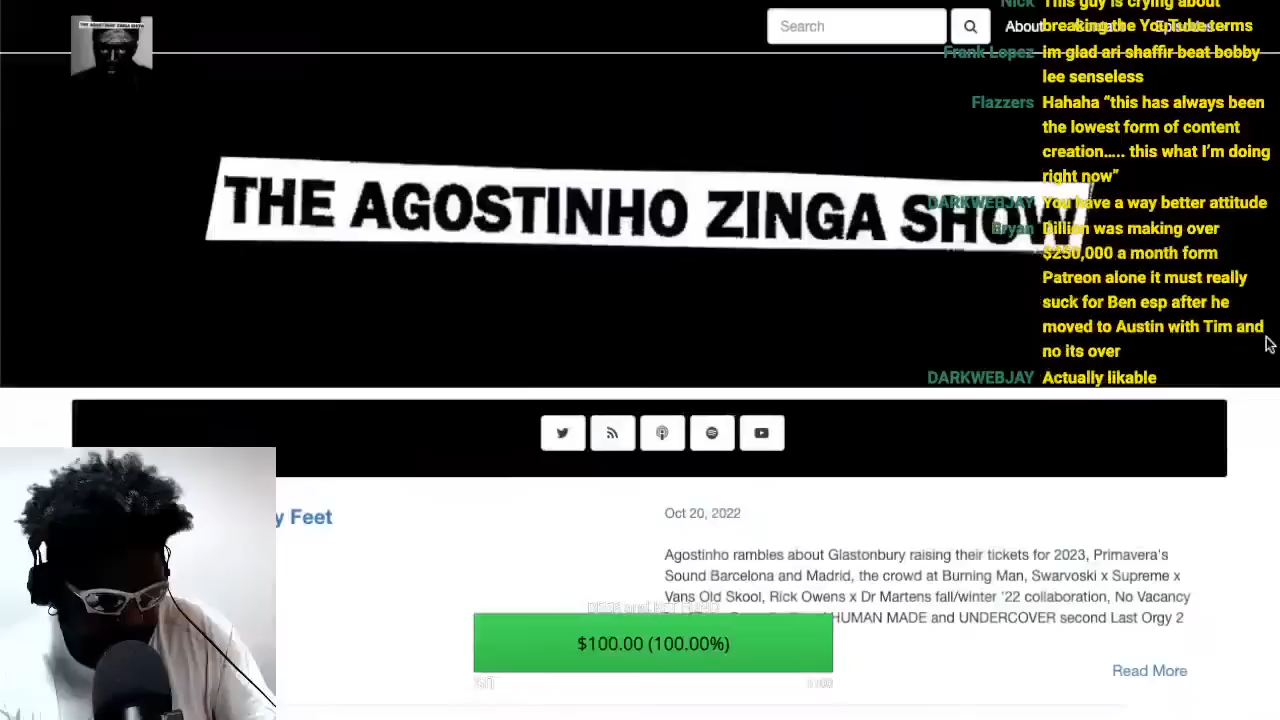 THE AGOSTINHO ZINGA SHOW
Search
About
Contact
Episodes
Nick This guy is crying about
breaking the YouTube terms
Frank Lopez im glad ari shaffir beat bobby
lee senseless
Flazzers Hahaha “this has always been
the lowest form of content
creation..... this what I’m doing
right now”
DARKWEBJAY You have a way better attitude
Bryan Dillion was making over
$250,000 a month form
Patreon alone it must really
suck for Ben esp after he
moved to Austin with Tim and
no its over
DARKWEBJAY Actually likable
THE AGOSTINHO ZINGA SHOW
y Feet
Oct 20, 2022
Agostinho rambles about Glastonbury raising their tickets for 2023, Primavera's
Sound Barcelona and Madrid, the crowd at Burning Man, Swarvoski x Supreme x
Vans Old Skool, Rick Owens x Dr Martens fall/winter '22 collaboration, No Vacancy
HUMAN MADE and UNDERCOVER second Last Orgy 2
$100.00 (100.00%)
Read More